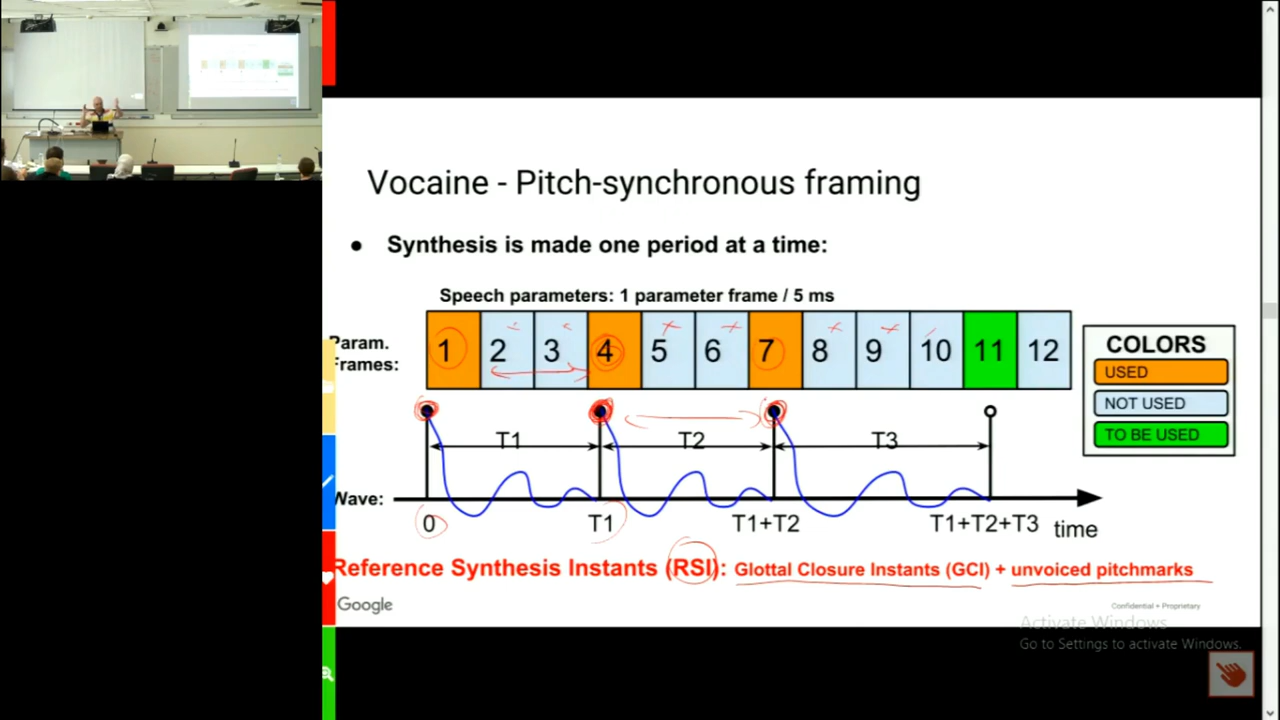 Vocaine - Pitch-synchronous framing
● Synthesis is made one period at a time:
Speech parameters: 1 parameter frame / 5 ms
Param. Frames:
1 2 3 4 5 6 7 8 9 10 11 12
COLORS
USED
NOT USED
TO BE USED
T1 T2 T3
Wave:
0 T1 T1+T2 T1+T2+T3 time
Reference Synthesis Instants (RSI): Glottal Closure Instants (GCI) + unvoiced pitchmarks
Google
Confidential + Proprietary
Activate Windows
Go to Settings to activate Windows.